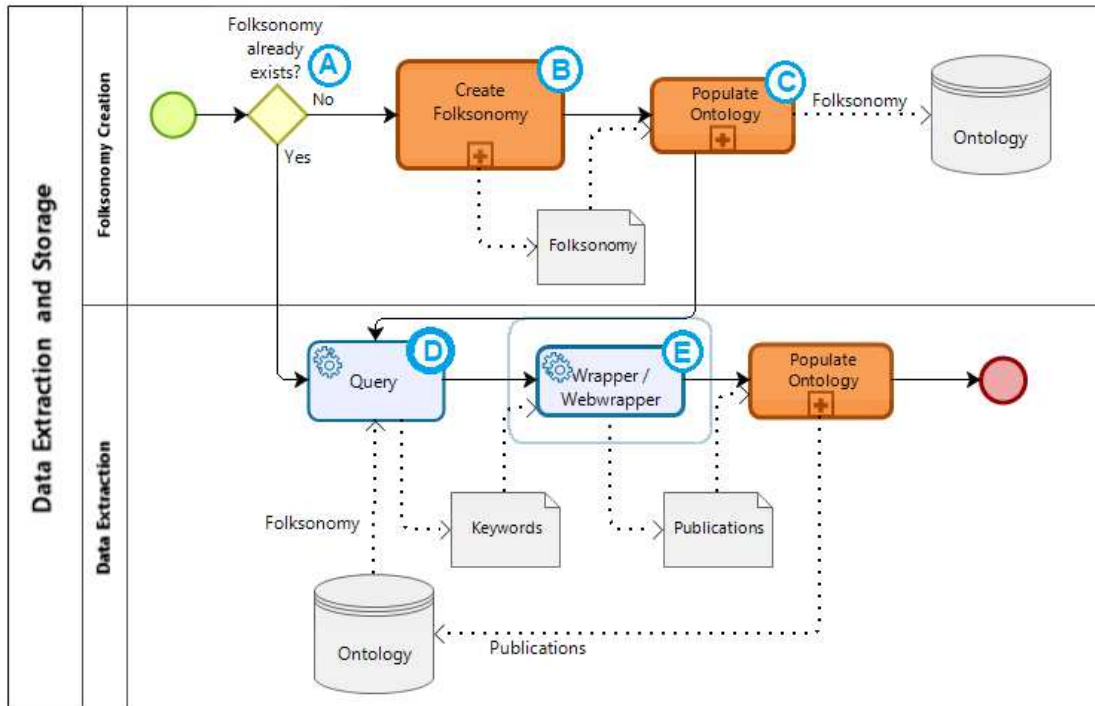 Data Extraction and Storage
Folksonomy Creation
Folksonomy
already
exists?
A
No
Yes
B
Create
Folksonomy
C
Populate
Ontology
Folksonomy
Ontology
Folksonomy
Data Extraction
D
Query
E
Wrapper /
Webwrapper
Populate
Ontology
Folksonomy
Keywords
Publications
Ontology
Publications